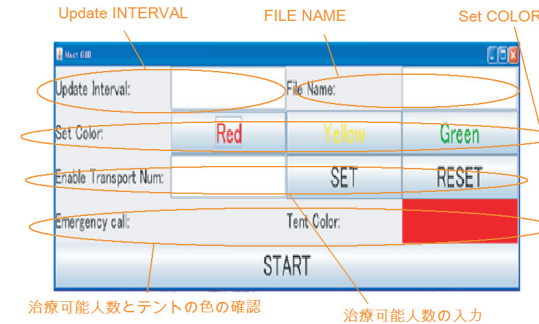 Update INTERVAL
FILE NAME
Set COLOR
Host GUI
Update Interval:
File Name:
Set Color:
Red
Yellow
Green
Enable Transport Num:
SET
RESET
Emergency call:
Tent Color:
START
治療可能人数とテントの色の確認
治療可能人数の入力